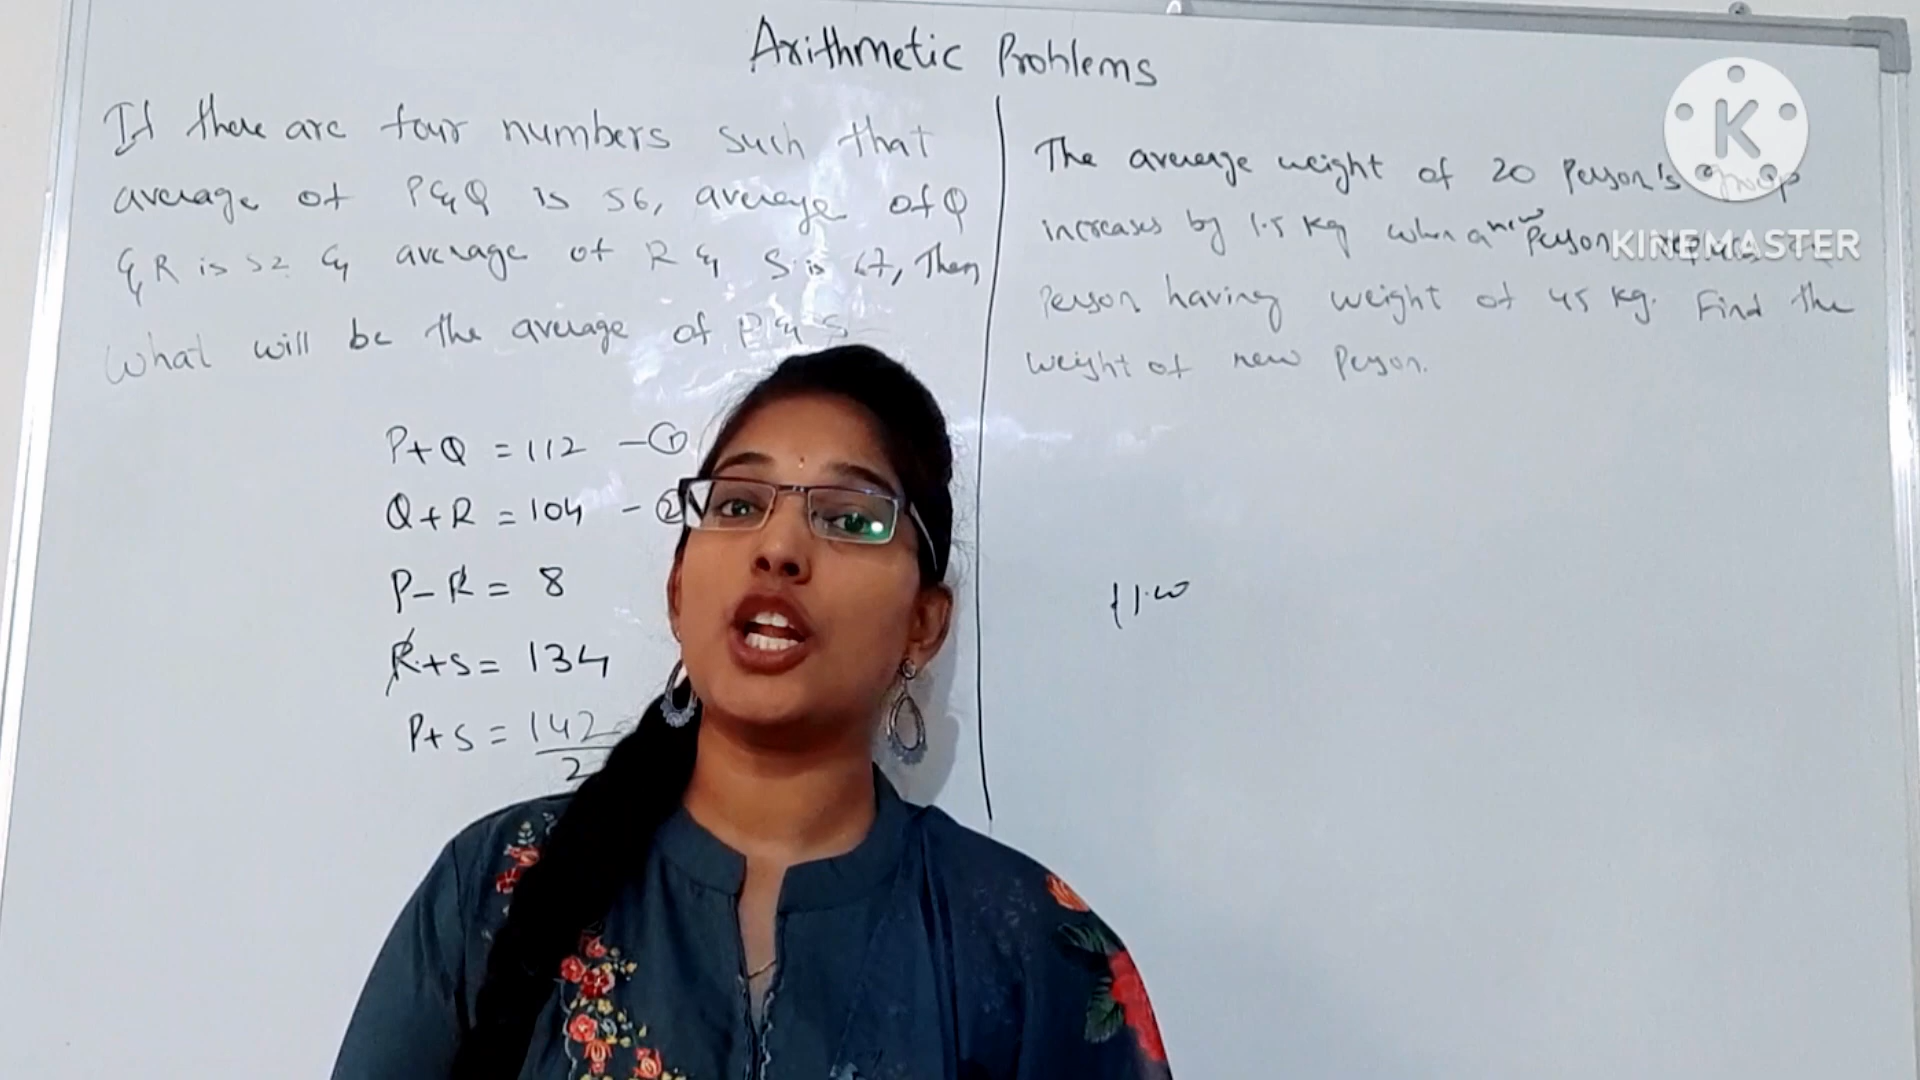 Arithmetic Problems
If there are four numbers such that
average of P & Q is 56, average of Q
& R is 52 & average of R & S is 67, Then
What will be the average of P & S
P+Q = 112 - ①
Q+R = 104 - ②
P-R = 8
R+S = 134
P+S = 142
2
The average weight of 20 Person's group
increases by 1.5 Kg when a new Person replaces a
Person having weight of 45 kg. Find the
weight of new Person.
K
KINEMASTER